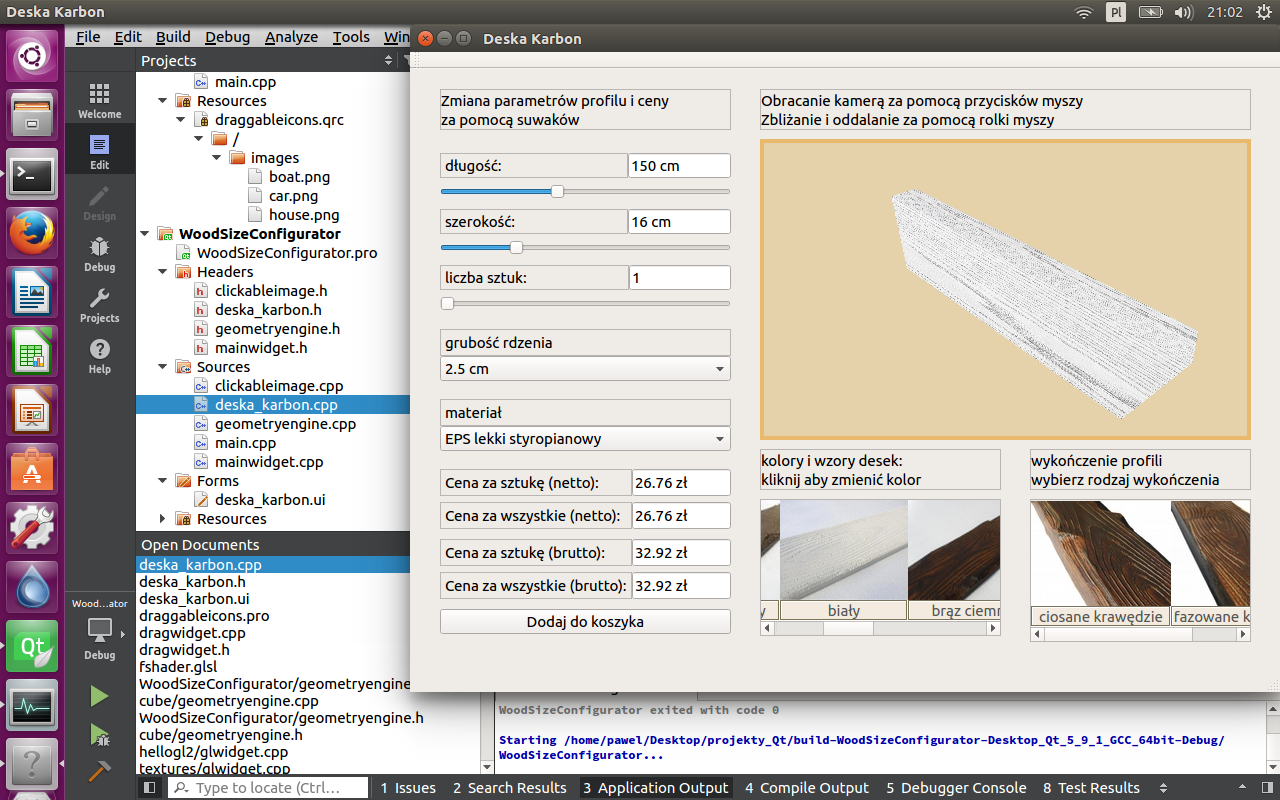 Deska Karbon
Pl
21:02
File Edit Build Debug Analyze Tools Win
Deska Karbon
Projects
Welcome
Edit
Design
Debug
Projects
Help
main.cpp
Resources
draggableicons.qrc
/
images
boat.png
car.png
house.png
WoodSizeConfigurator
WoodSizeConfigurator.pro
Headers
clickableimage.h
deska_karbon.h
geometryengine.h
mainwidget.h
Sources
clickableimage.cpp
deska_karbon.cpp
geometryengine.cpp
main.cpp
mainwidget.cpp
Forms
deska_karbon.ui
Resources
Open Documents
deska_karbon.cpp
deska_karbon.h
deska_karbon.ui
draggableicons.pro
dragwidget.cpp
dragwidget.h
fshader.glsl
WoodSizeConfigurator/geometryengine
cube/geometryengine.cpp
WoodSizeConfigurator/geometryengine.h
cube/geometryengine.h
hellogl2/glwidget.cpp
textures/glwidget.cpp
Wood...ator
Debug
Qt
Zmiana parametrów profilu i ceny
za pomocą suwaków
długość:
150 cm
szerokość:
16 cm
liczba sztuk:
1
grubość rdzenia
2.5 cm
materiał
EPS lekki styropianowy
Cena za sztukę (netto):
26.76 zł
Cena za wszystkie (netto):
26.76 zł
Cena za sztukę (brutto):
32.92 zł
Cena za wszystkie (brutto):
32.92 zł
Dodaj do koszyka
Obracanie kamerą za pomocą przycisków myszy
Zbliżanie i oddalanie za pomocą rolki myszy
kolory i wzory desek:
kliknij aby zmienić kolor
y
biały
brąz ciemn
wykończenie profili
wybierz rodzaj wykończenia
ciosane krawędzie
fazowane k
WoodSizeConfigurator exited with code 0
Starting /home/pawel/Desktop/projekty_Qt/build-WoodSizeConfigurator-Desktop_Qt_5_9_1_GCC_64bit-Debug/
WoodSizeConfigurator...
Type to locate (Ctrl...
1 Issues
2 Search Results
3 Application Output
4 Compile Output
5 Debugger Console
8 Test Results